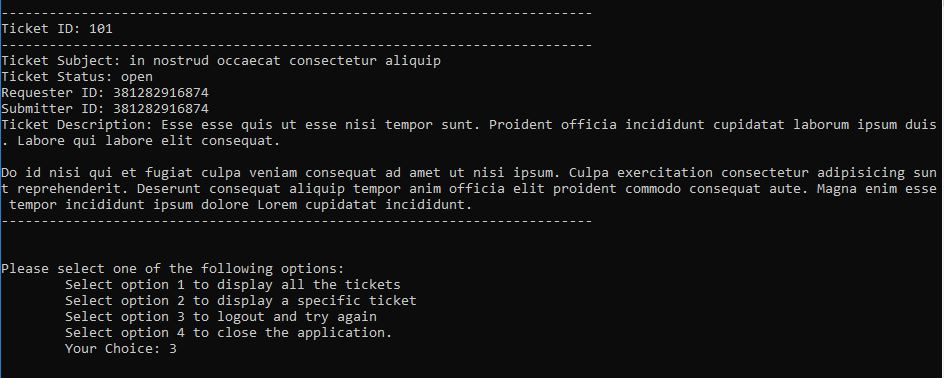 --------------------------------------------------------------------------
Ticket ID: 101
--------------------------------------------------------------------------
Ticket Subject: in nostrud occaecat consectetur aliquip
Ticket Status: open
Requester ID: 381282916874
Submitter ID: 381282916874
Ticket Description: Esse esse quis ut esse nisi tempor sunt. Proident officia incididunt cupidatat laborum ipsum duis
. Labore qui labore elit consequat.

Do id nisi qui et fugiat culpa veniam consequat ad amet ut nisi ipsum. Culpa exercitation consectetur adipisicing sun
t reprehenderit. Deserunt consequat aliquip tempor anim officia elit proident commodo consequat aute. Magna enim esse
 tempor incididunt ipsum dolore Lorem cupidatat incididunt.
--------------------------------------------------------------------------

Please select one of the following options:
        Select option 1 to display all the tickets
        Select option 2 to display a specific ticket
        Select option 3 to logout and try again
        Select option 4 to close the application.
        Your Choice: 3